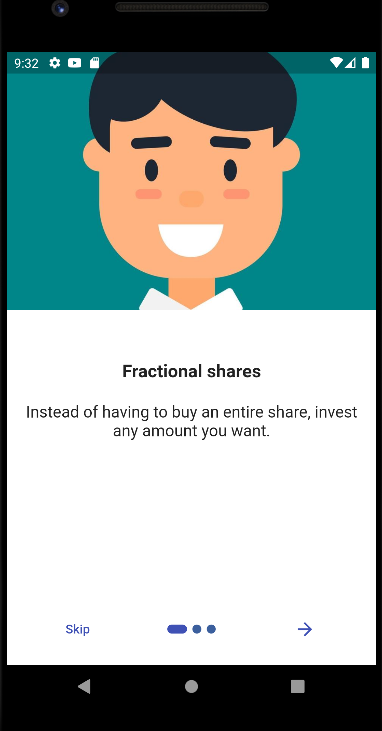 9:32
Fractional shares
Instead of having to buy an entire share, invest
any amount you want.
Skip